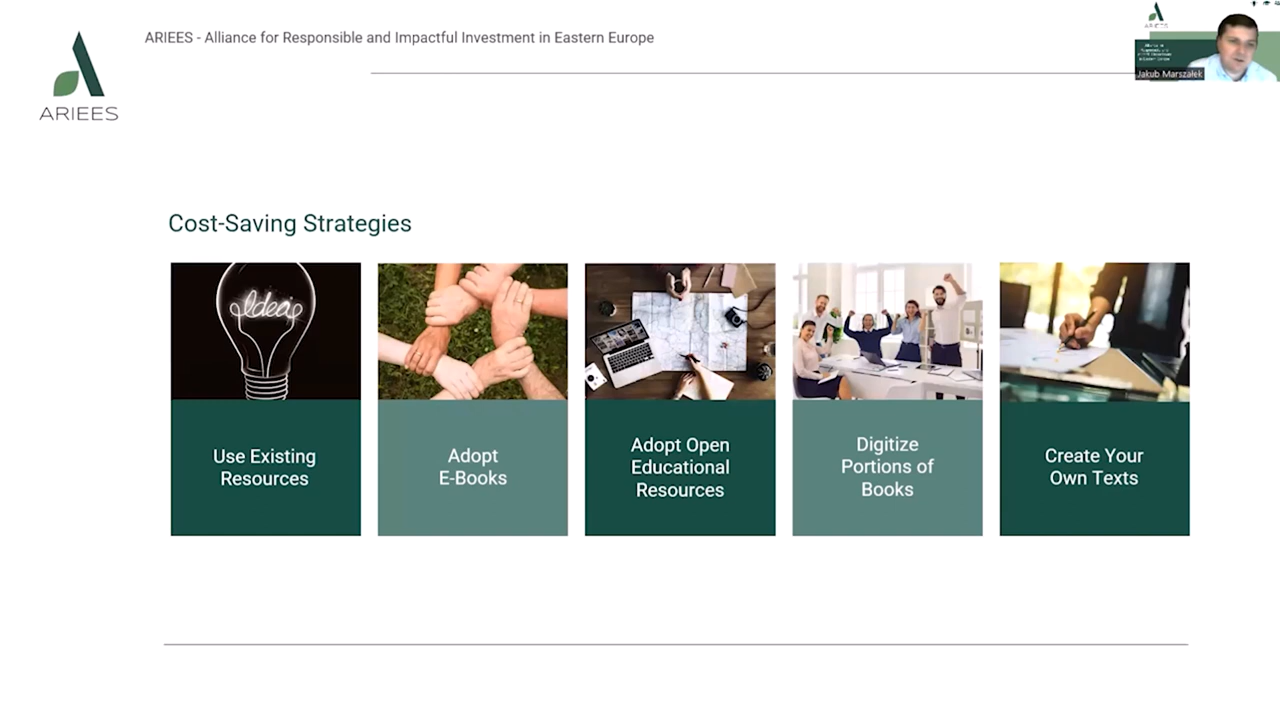 ARIEES - Alliance for Responsible and Impactful Investment in Eastern Europe
ARIEES
Jakub Marszałek
Cost-Saving Strategies
Idea
Use Existing
Resources
Adopt
E-Books
Adopt Open
Educational
Resources
Digitize
Portions of
Books
Create Your
Own Texts